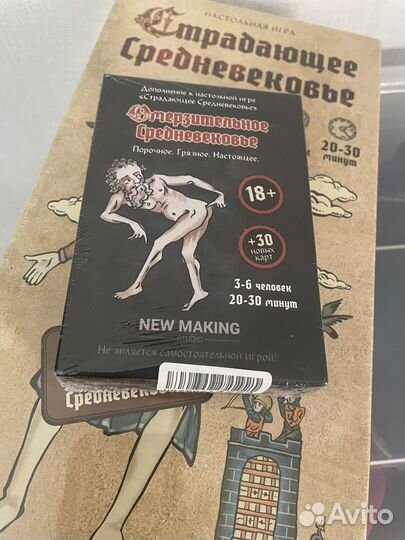 НАСТОЛЬНАЯ ИГРА
Страдающее
Средневековье
20-30
минут
Дополнение к настольной игре
«Страдающее Средневековье»
Омерзительное
Средневековье
Порочное. Грязное. Настоящее.
18+
+30
новых
карт
3-6 человек
20-30 минут
NEW MAKING
STUDIO
Не является самостоятельной игрой!
Средневеков
Avito